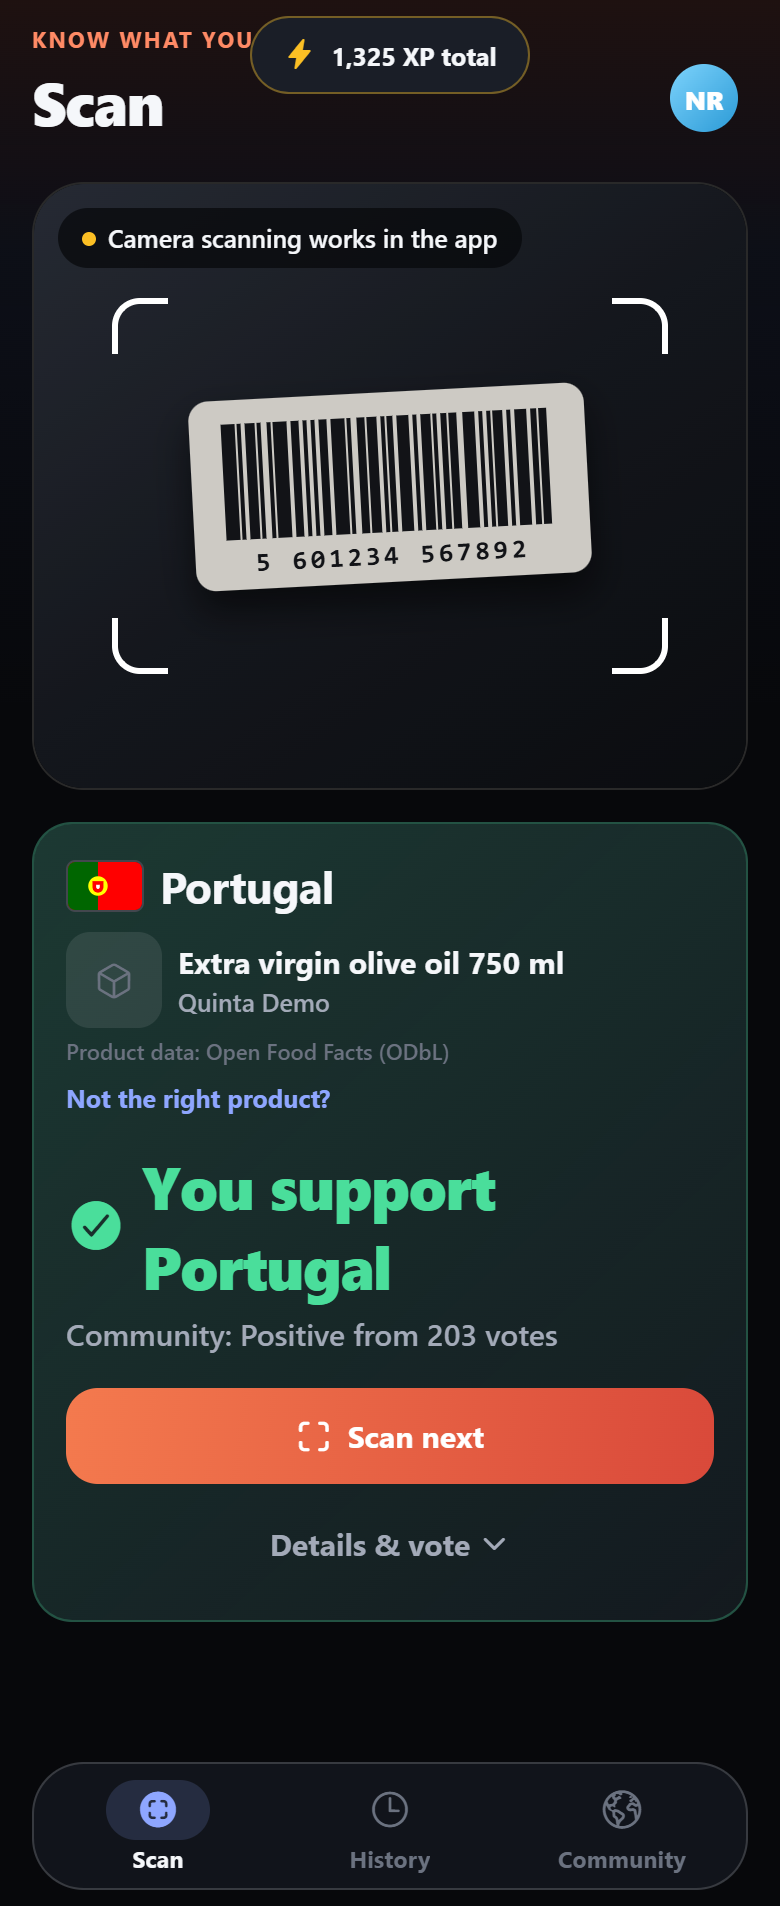 KNOW WHAT YOU
1,325 XP total
Scan
NR
Camera scanning works in the app
5 601234 567892
Portugal
Extra virgin olive oil 750 ml
Quinta Demo
Product data: Open Food Facts (ODbL)
Not the right product?
You support
Portugal
Community: Positive from 203 votes
Scan next
Details & vote
Scan
History
Community